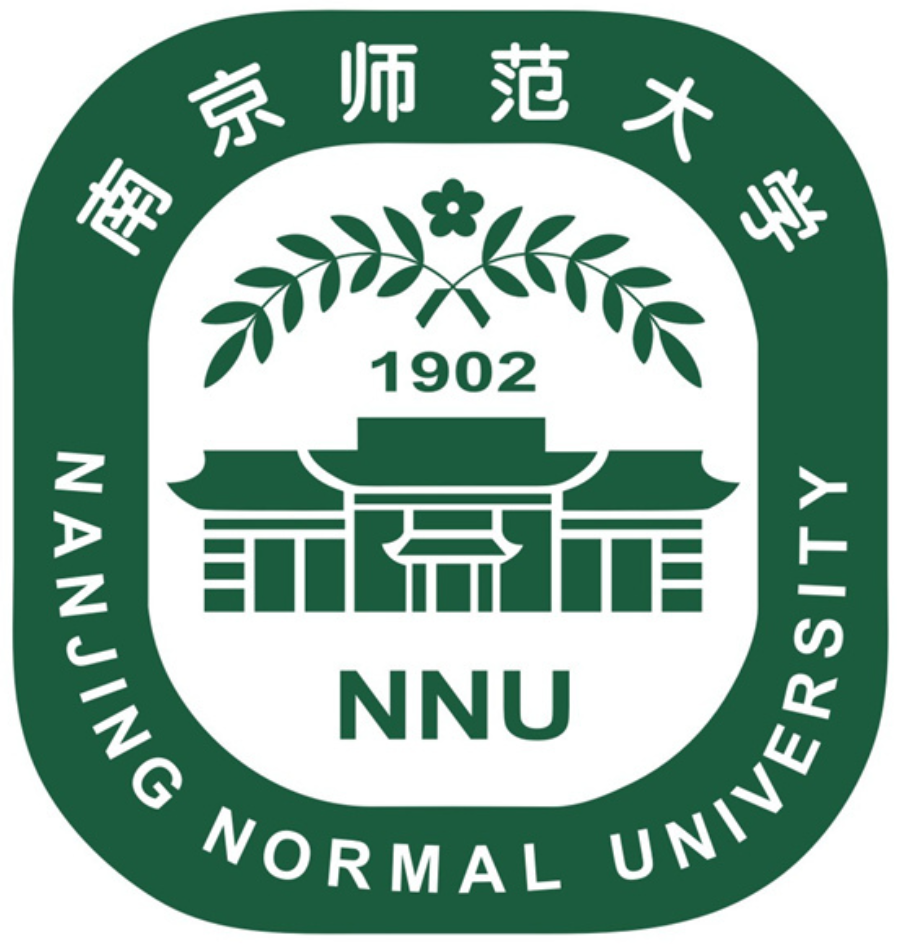 南京师范大学
1902
NNU
NANJING NORMAL UNIVERSITY